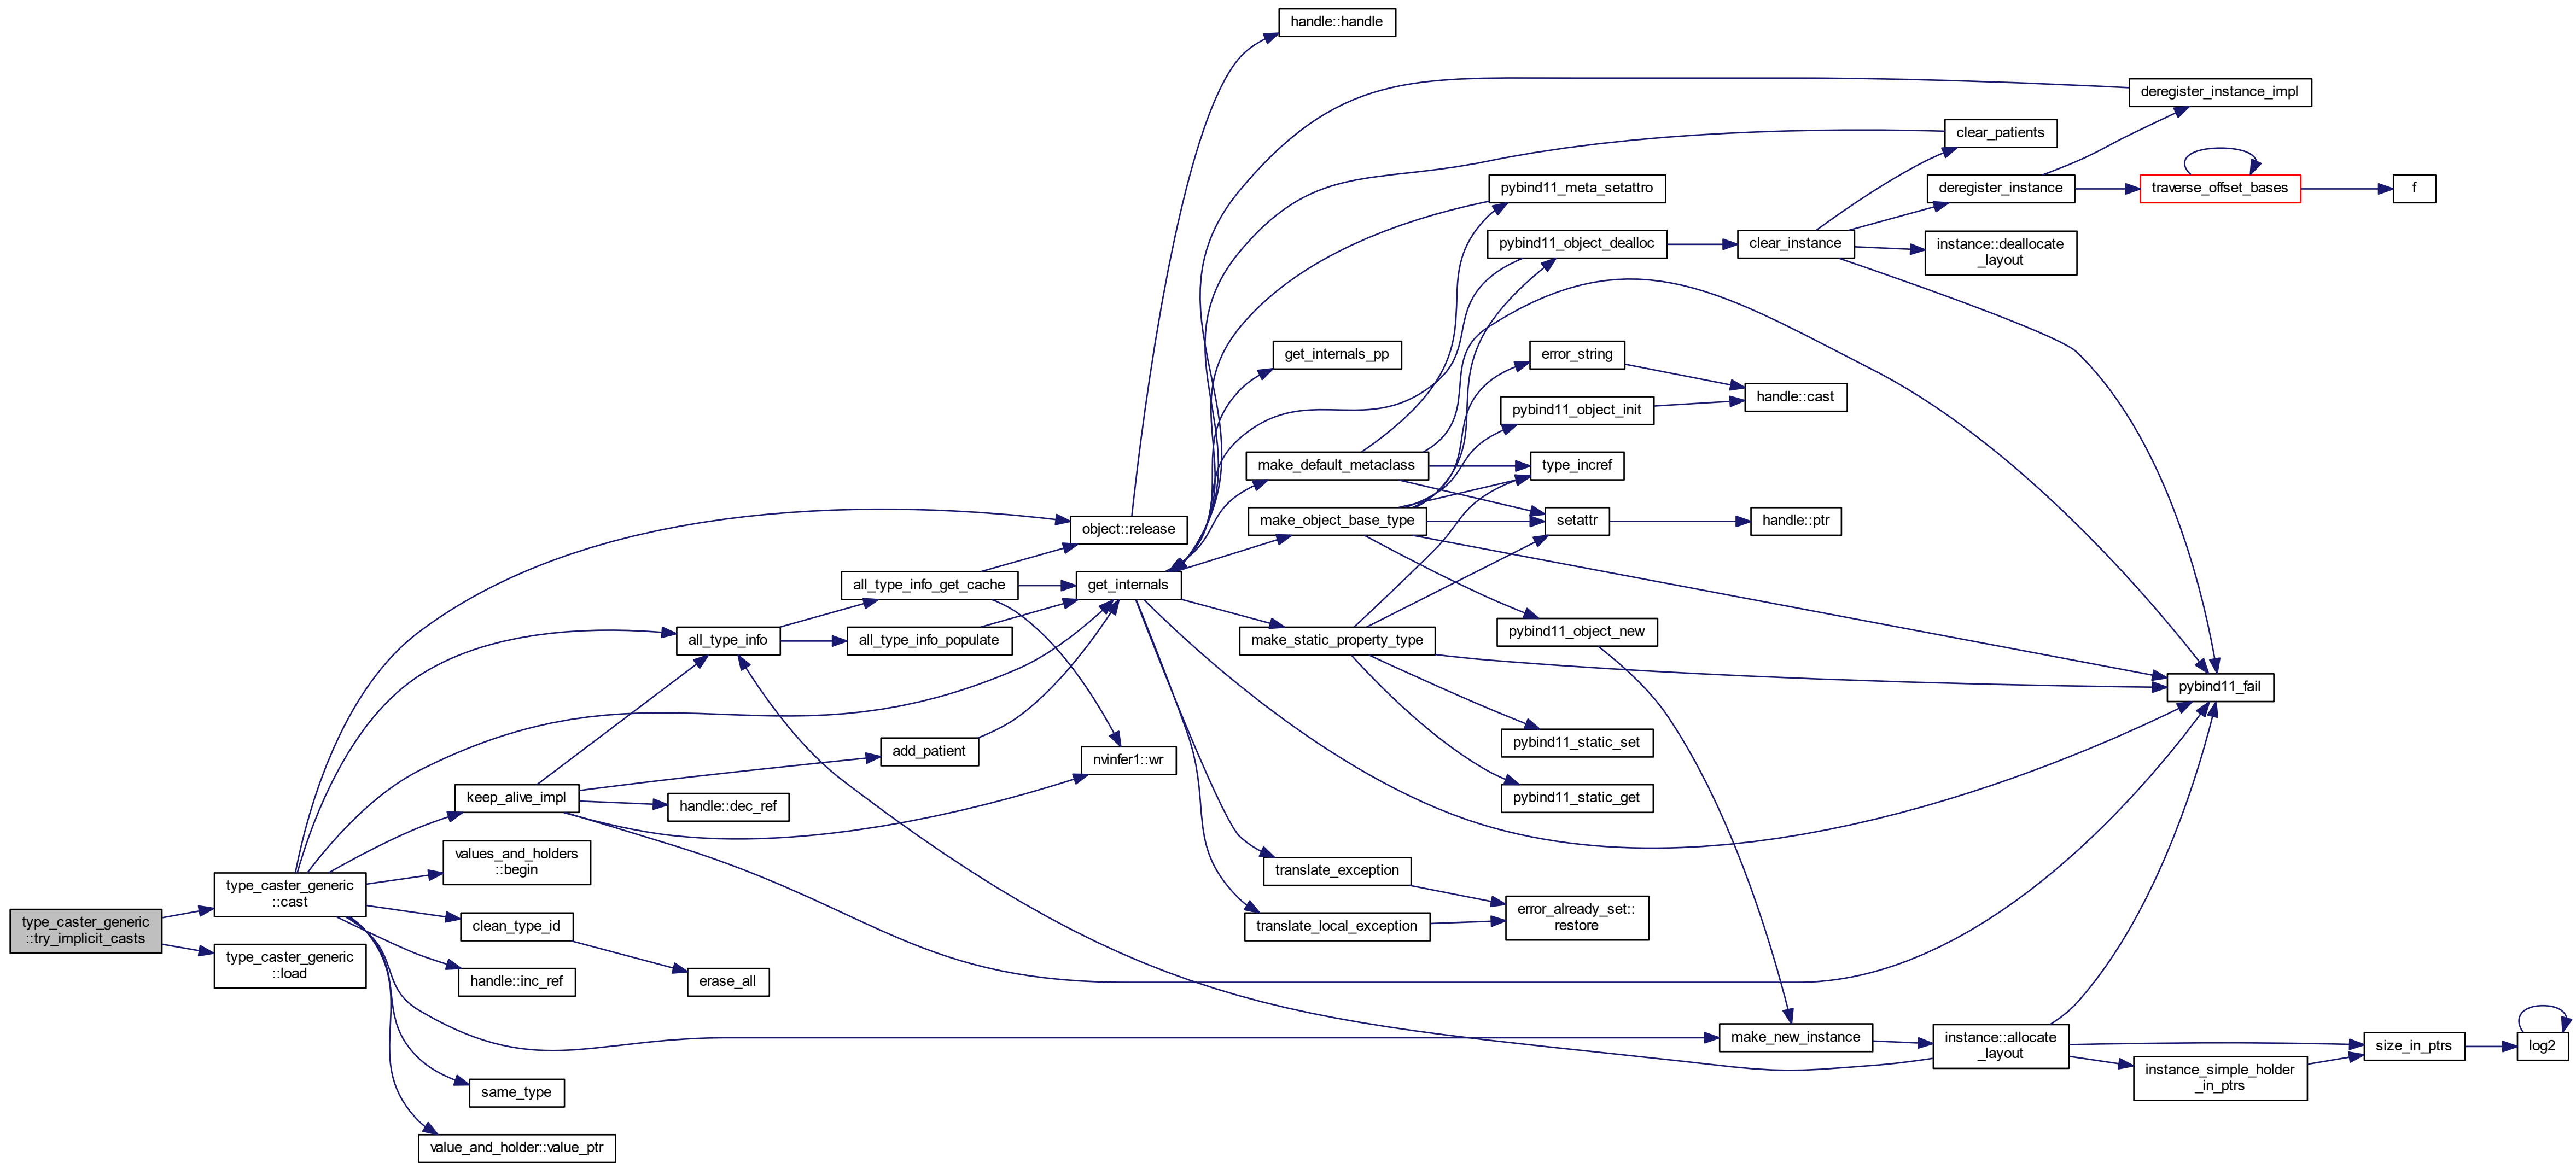 handle::handle
deregister_instance_impl
clear_patients
pybind11_meta_setattro
deregister_instance
traverse_offset_bases
f
pybind11_object_dealloc
clear_instance
instance::deallocate
_layout
get_internals_pp
error_string
handle::cast
pybind11_object_init
make_default_metaclass
type_incref
make_object_base_type
setattr
handle::ptr
object::release
all_type_info_get_cache
get_internals
all_type_info
all_type_info_populate
make_static_property_type
pybind11_object_new
pybind11_fail
add_patient
nvinfer1::wr
pybind11_static_set
keep_alive_impl
handle::dec_ref
pybind11_static_get
values_and_holders
::begin
translate_exception
type_caster_generic
::cast
type_caster_generic
::try_implicit_casts
clean_type_id
translate_local_exception
error_already_set::
restore
type_caster_generic
::load
handle::inc_ref
erase_all
make_new_instance
instance::allocate
_layout
size_in_ptrs
log2
instance_simple_holder
_in_ptrs
same_type
value_and_holder::value_ptr